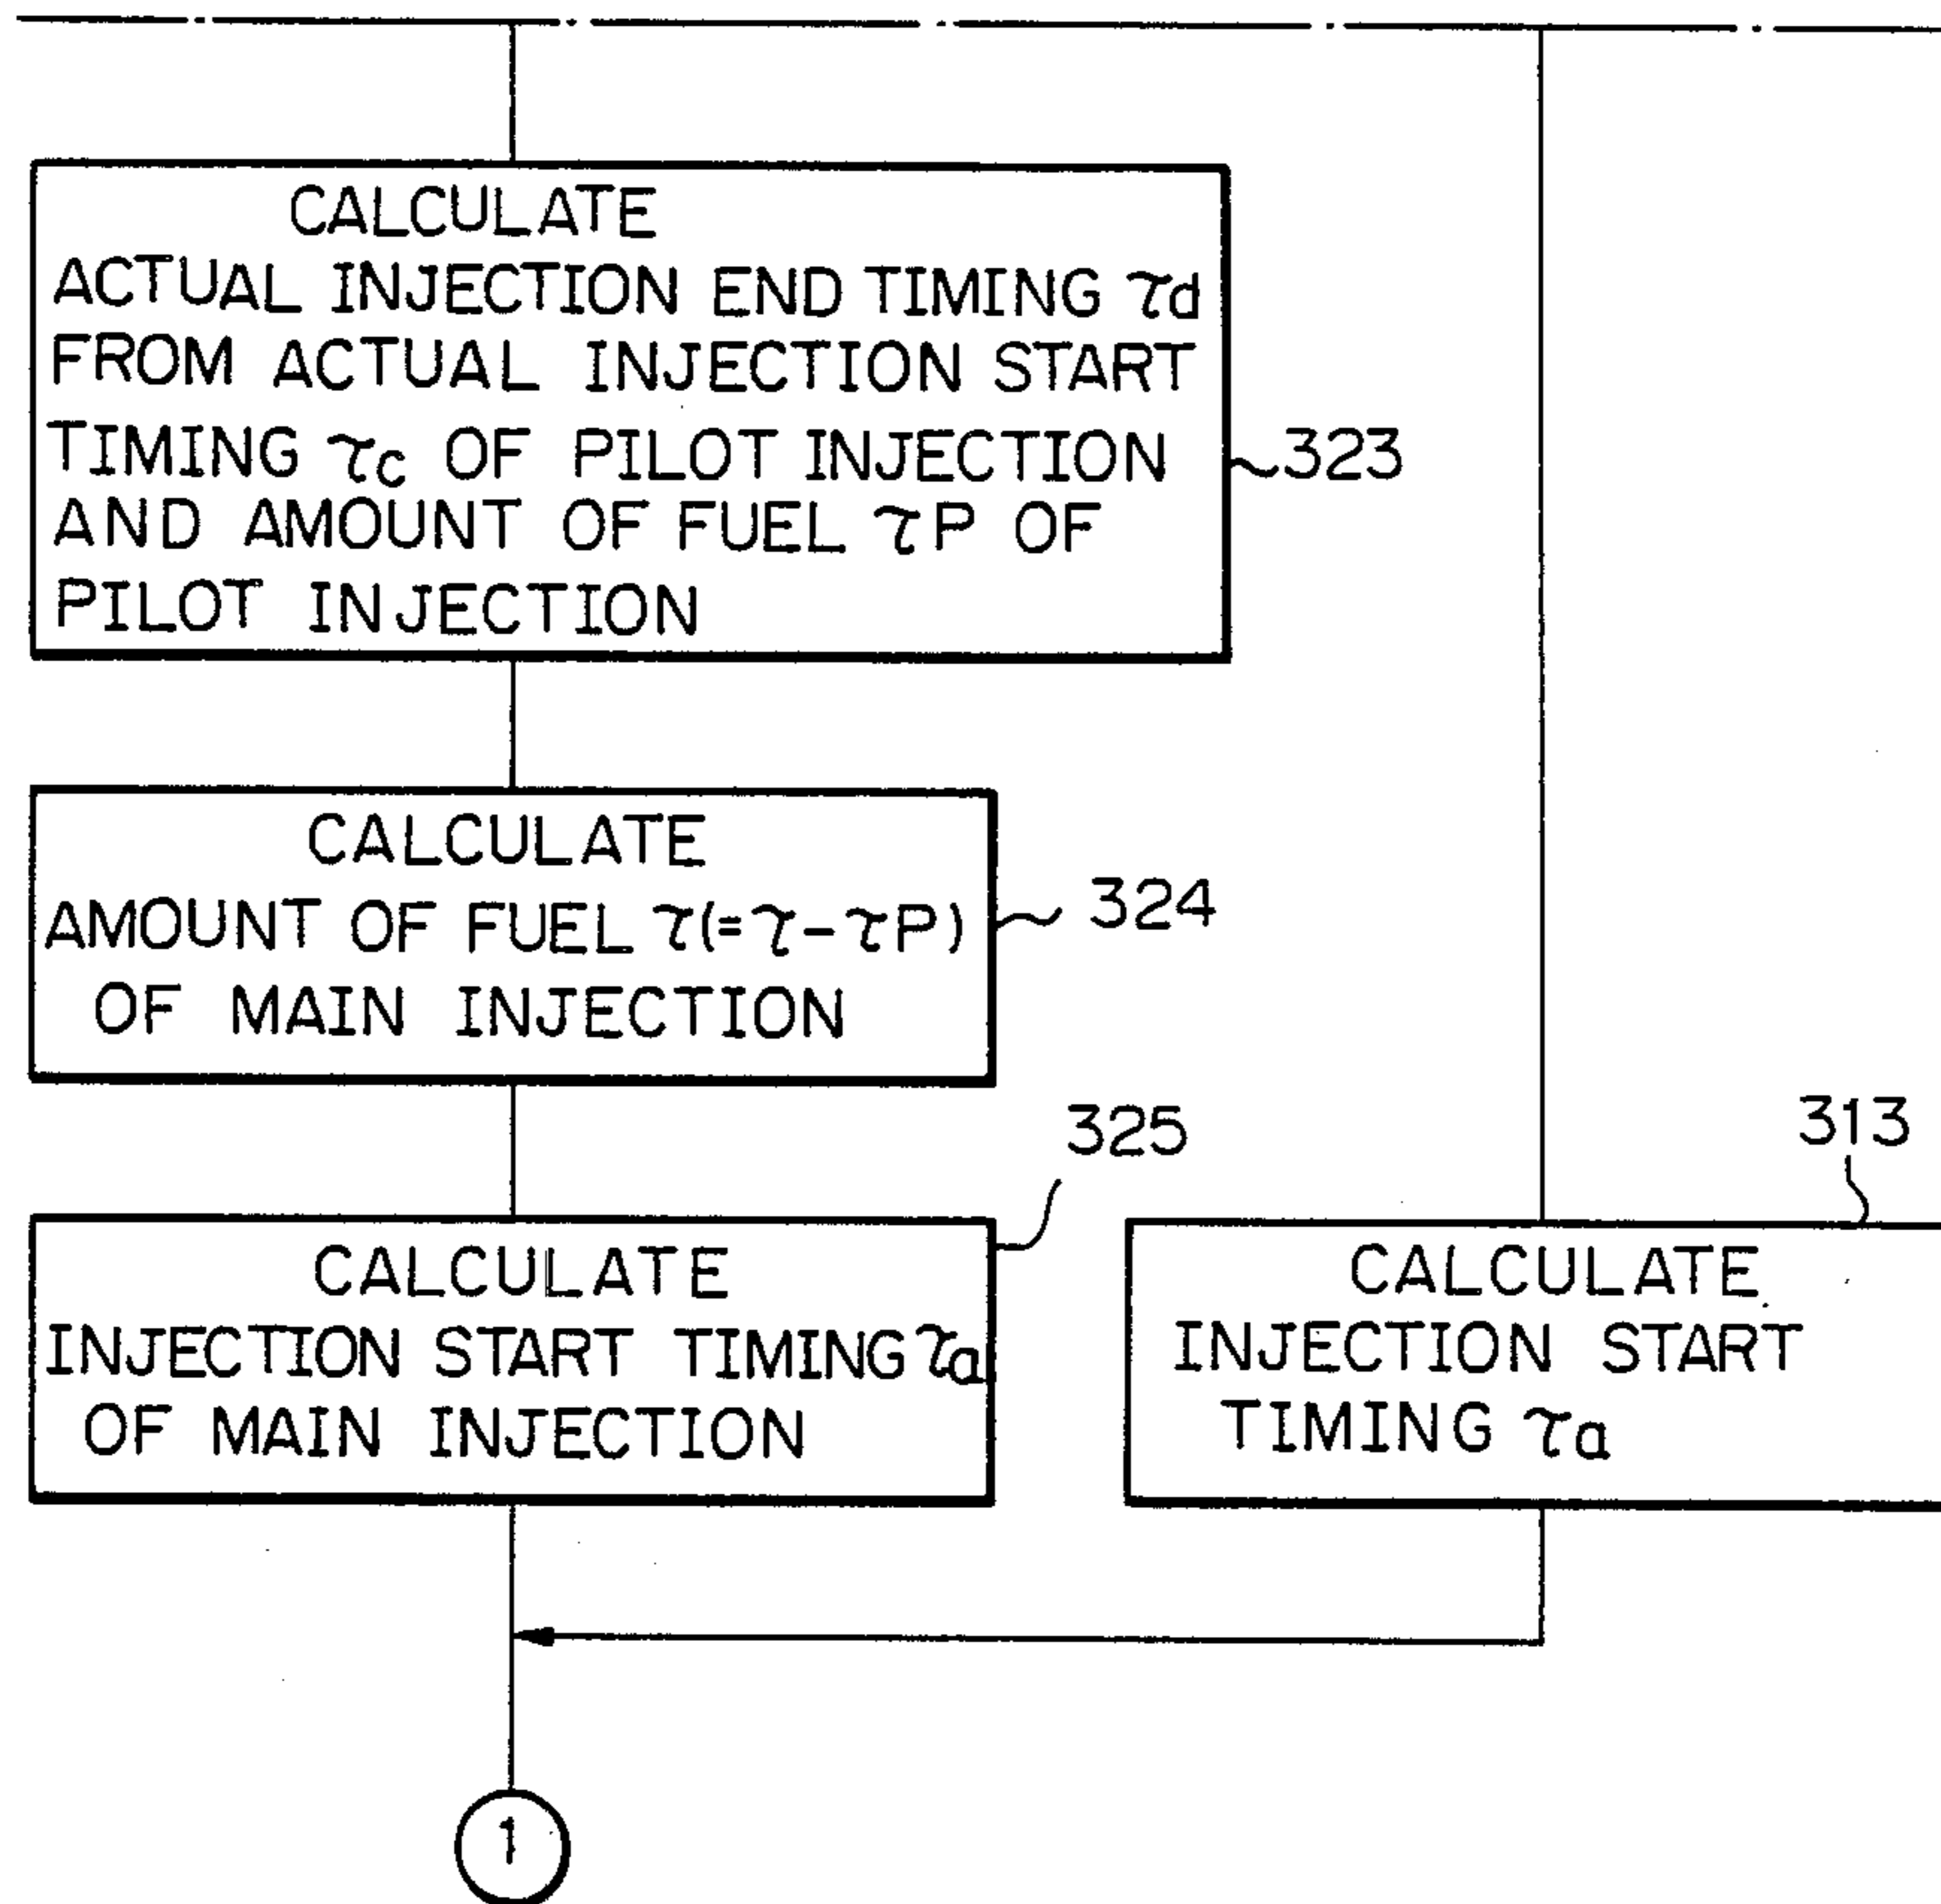 CALCULATE
ACTUAL INJECTION END TIMING τd
FROM ACTUAL INJECTION START
TIMING τc OF PILOT INJECTION
AND AMOUNT OF FUEL τP OF
PILOT INJECTION
323
CALCULATE
AMOUNT OF FUEL τ(=τ-τP)
OF MAIN INJECTION
324
325
CALCULATE
INJECTION START TIMING τa
OF MAIN INJECTION
313
CALCULATE
INJECTION START
TIMING τa
1